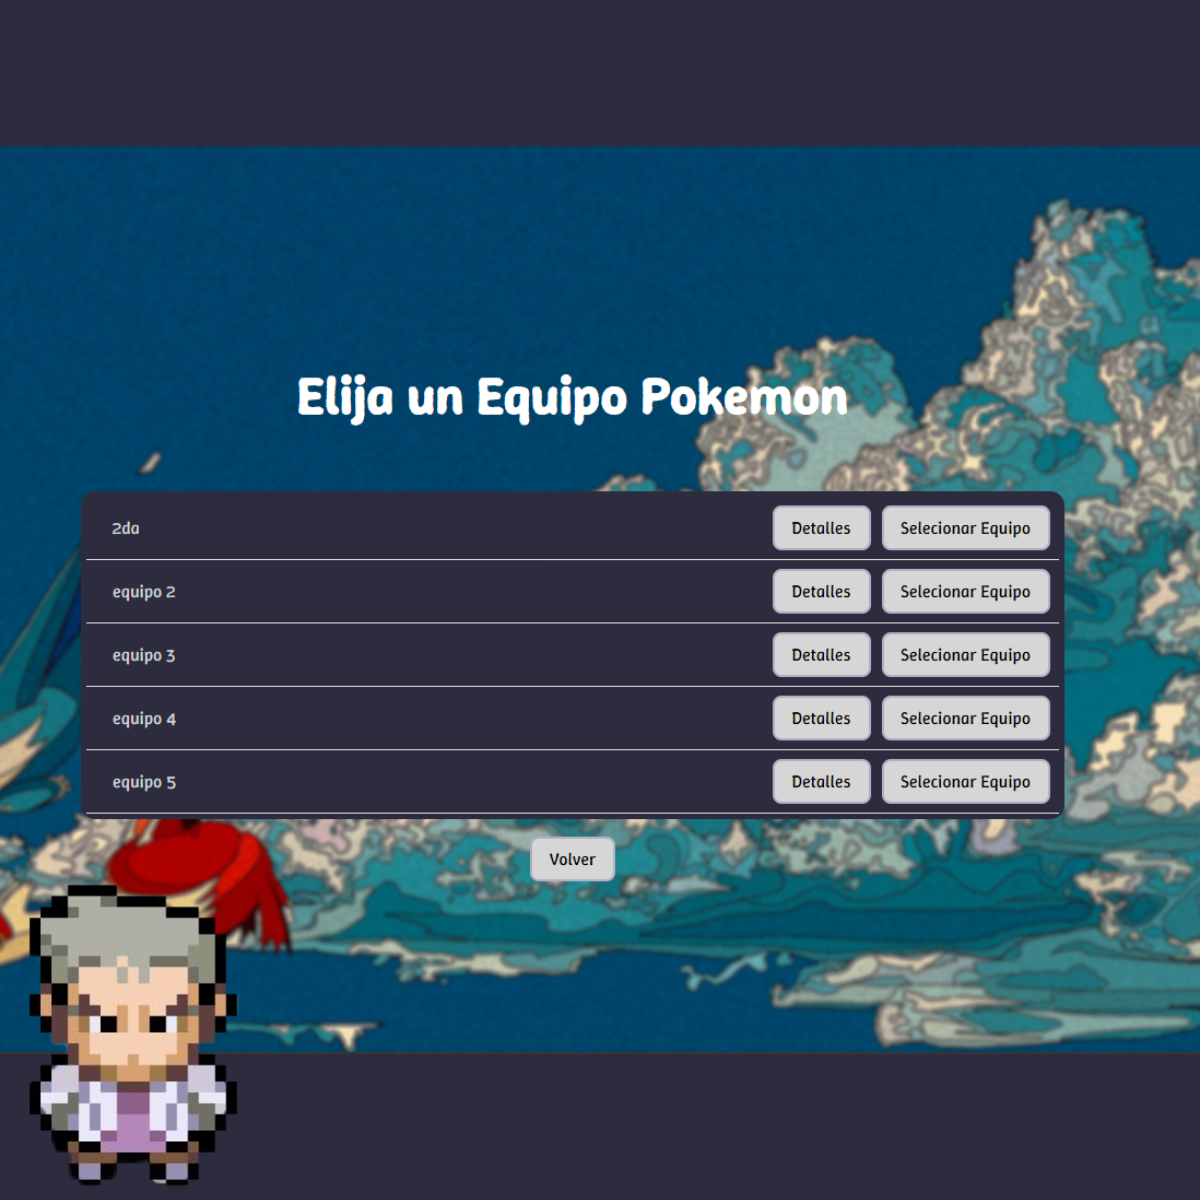 Elija un Equipo Pokemon
2da Detalles Selecionar Equipo
equipo 2 Detalles Selecionar Equipo
equipo 3 Detalles Selecionar Equipo
equipo 4 Detalles Selecionar Equipo
equipo 5 Detalles Selecionar Equipo
Volver